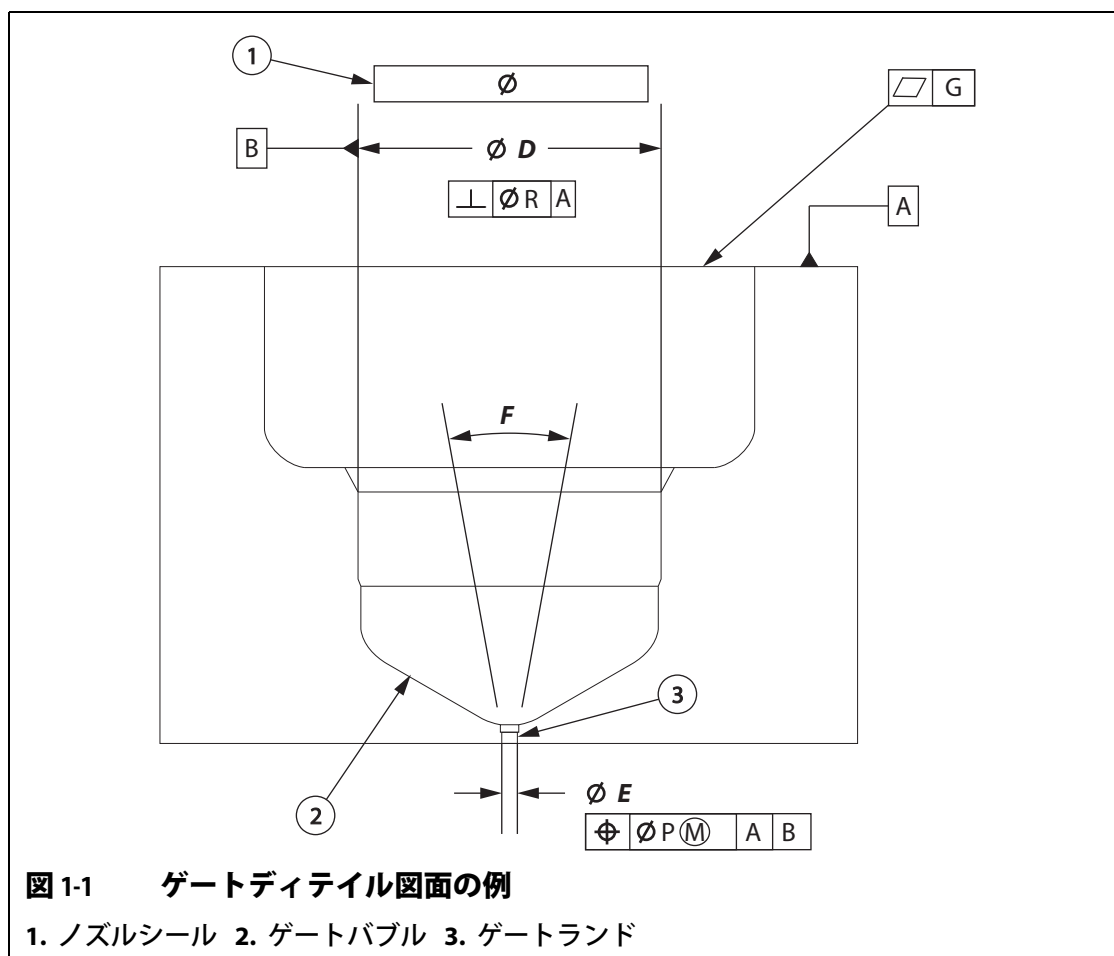 1
Ø
▱ G
B
Ø D
⊥ Ø R A
A
F
3
2
Ø E
⌖ Ø P Ⓜ A B
図 1-1 ゲートディテイル図面の例
1. ノズルシール 2. ゲートバブル 3. ゲートランド